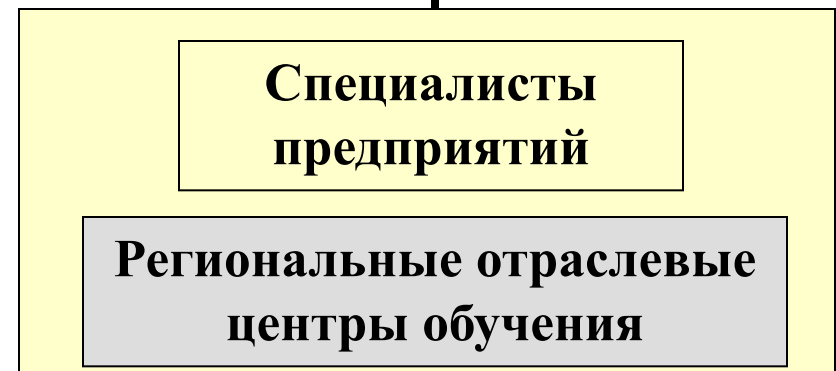 Специалисты
предприятий
Региональные отраслевые
центры обучения